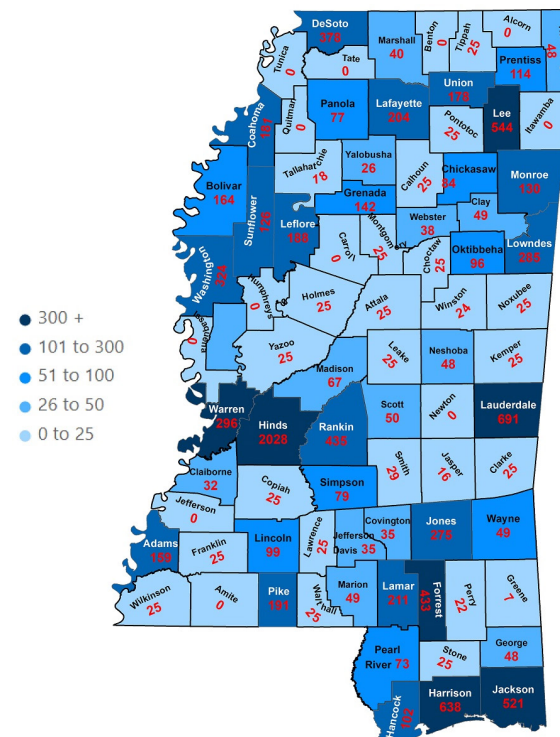 DeSoto
378
Tunica
0
Tate
0
Marshall
40
Benton
0
Tippah
25
Alcorn
0
48
Prentiss
114
Union
178
Lee
544
Itawamba
0
Coahoma
Quitman
0
Panola
77
Lafayette
204
Pontotoc
25
Bolivar
164
Tallahatchie
18
Yalobusha
26
Calhoun
25
Chickasaw
Monroe
130
Grenada
142
Sunflower
Leflore
Carroll
0
Montgomery
25
Webster
38
Clay
49
Choctaw
25
Oktibbeha
96
Lowndes
285
Washington
Humphreys
0
Holmes
25
Attala
25
Winston
24
Noxubee
25
Issaquena
0
Yazoo
25
Madison
67
Leake
25
Neshoba
48
Kemper
25
300 +
101 to 300
51 to 100
26 to 50
0 to 25
Warren
296
Hinds
2028
Rankin
435
Scott
50
Newton
0
Lauderdale
691
Claiborne
32
Copiah
25
Simpson
79
Smith
29
Jasper
16
Clarke
25
Jefferson
0
Adams
159
Franklin
25
Lincoln
99
Lawrence
25
Jefferson
Davis 35
Covington
35
Jones
275
Wayne
49
Wilkinson
25
Amite
0
Pike
191
Walthall
25
Marion
49
Lamar
211
Forrest
433
Perry
22
Greene
7
Pearl
River 73
Stone
25
George
48
Hancock
Harrison
638
Jackson
521